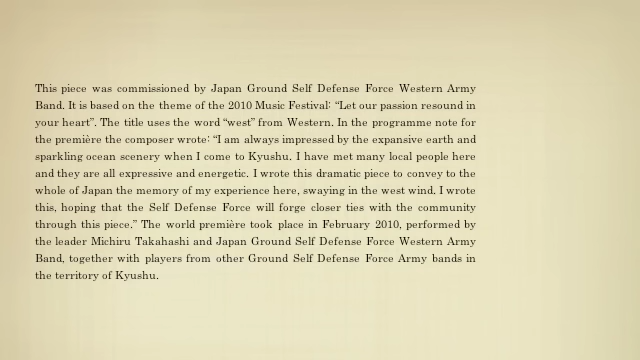 This piece was commissioned by Japan Ground Self Defense Force Western Army
Band. It is based on the theme of the 2010 Music Festival: “Let our passion resound in
your heart”. The title uses the word “west” from Western. In the programme note for
the première the composer wrote: “I am always impressed by the expansive earth and
sparkling ocean scenery when I come to Kyushu. I have met many local people here
and they are all expressive and energetic. I wrote this dramatic piece to convey to the
whole of Japan the memory of my experience here, swaying in the west wind. I wrote
this, hoping that the Self Defense Force will forge closer ties with the community
through this piece.” The world première took place in February 2010, performed by
the leader Michiru Takahashi and Japan Ground Self Defense Force Western Army
Band, together with players from other Ground Self Defense Force Army bands in
the territory of Kyushu.